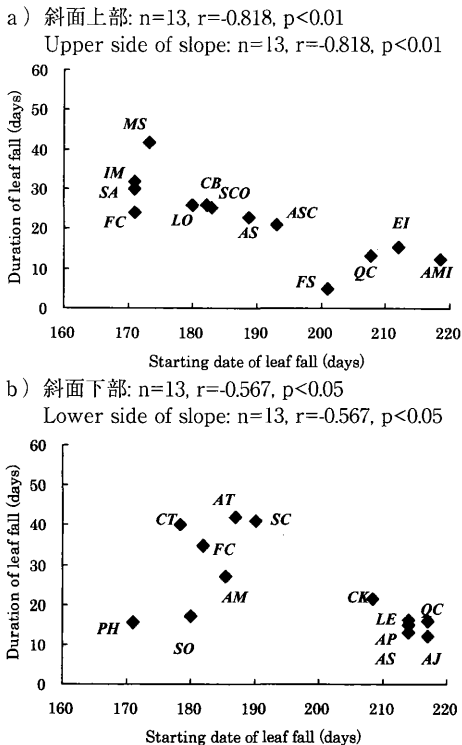 a) 斜面上部: n=13, r=-0.818, p<0.01
Upper side of slope: n=13, r=-0.818, p<0.01
Duration of leaf fall (days)
60
50
40
30
20
10
0
MS
IM
SA
FC
LO
CB
SCO
AS
ASC
FS
QC
EI
AMI
160 170 180 190 200 210 220
Starting date of leaf fall (days)
b) 斜面下部: n=13, r=-0.567, p<0.05
Lower side of slope: n=13, r=-0.567, p<0.05
Duration of leaf fall (days)
60
50
40
30
20
10
0
AT
CT
SC
FC
AM
PH
SO
CK
LE
QC
AP
AS
AJ
160 170 180 190 200 210 220
Starting date of leaf fall (days)